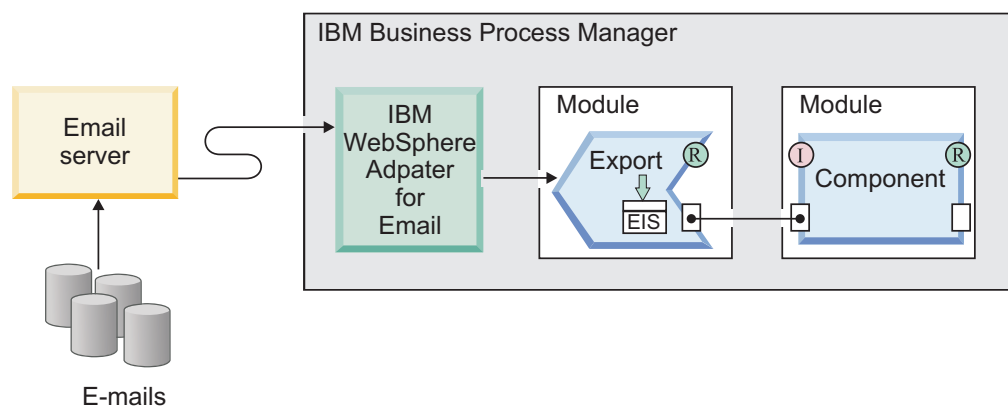 IBM Business Process Manager
Email
server
IBM
WebSphere
Adpater
for
Email
Module
Export
R
EIS
Module
I
R
Component
E-mails